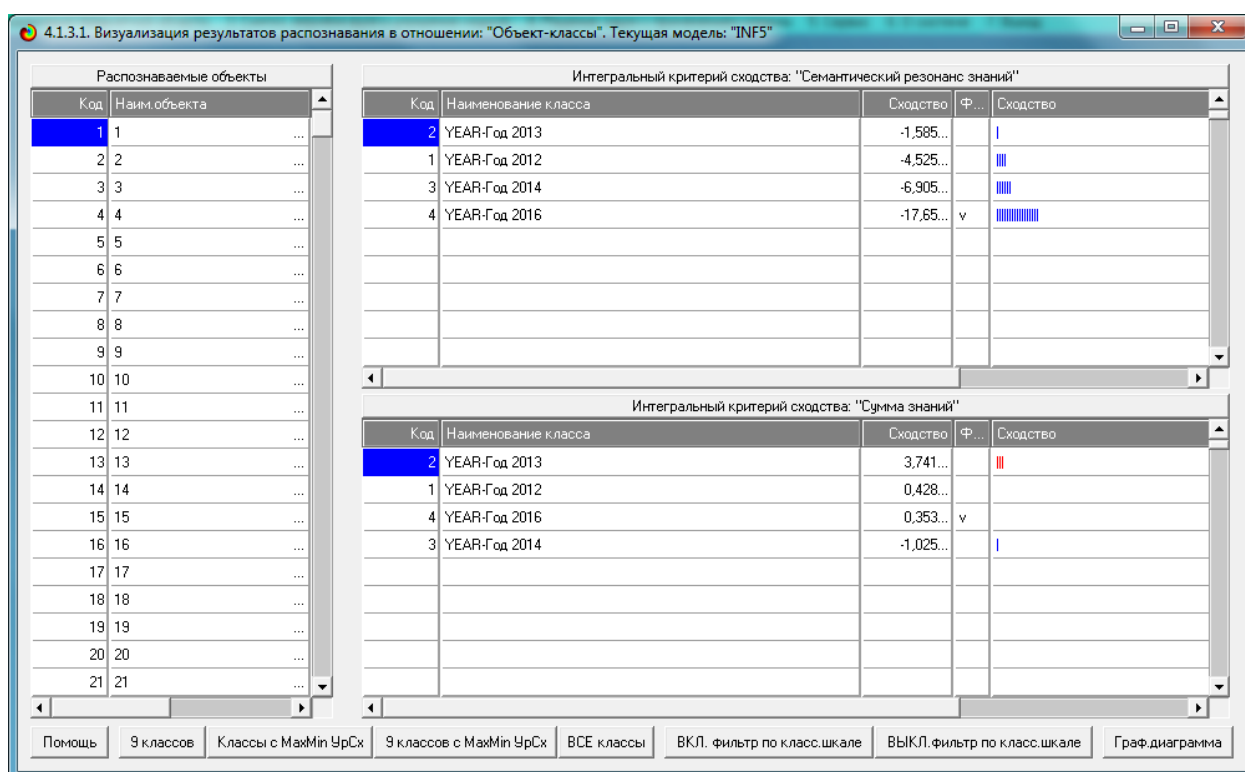 4.1.3.1. Визуализация результатов распознавания в отношении: "Объект-классы". Текущая модель: "INF5"
Распознаваемые объекты
Код Наим.объекта
1 1 ...
2 2 ...
3 3 ...
4 4 ...
5 5 ...
6 6 ...
7 7 ...
8 8 ...
9 9 ...
10 10 ...
11 11 ...
12 12 ...
13 13 ...
14 14 ...
15 15 ...
16 16 ...
17 17 ...
18 18 ...
19 19 ...
20 20 ...
21 21 ...
Интегральный критерий сходства: "Семантический резонанс знаний"
Код Наименование класса Сходство Ф... Сходство
2 YEAR-Год 2013 -1,585...
1 YEAR-Год 2012 -4,525...
3 YEAR-Год 2014 -6,905...
4 YEAR-Год 2016 -17,65... v
Интегральный критерий сходства: "Сумма знаний"
Код Наименование класса Сходство Ф... Сходство
2 YEAR-Год 2013 3,741...
1 YEAR-Год 2012 0,428...
4 YEAR-Год 2016 0,353... v
3 YEAR-Год 2014 -1,025...
Помощь 9 классов Классы с MaxMin УрСх 9 классов с MaxMin УрСх ВСЕ классы ВКЛ. фильтр по класс.шкале ВЫКЛ.фильтр по класс.шкале Граф.диаграмма